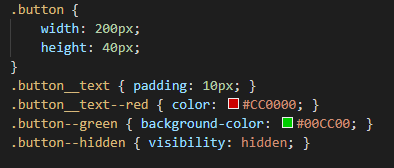 .button {
    width: 200px;
    height: 40px;
}
.button__text { padding: 10px; }
.button__text--red { color: #CC0000; }
.button--green { background-color: #00CC00; }
.button--hidden { visibility: hidden; }